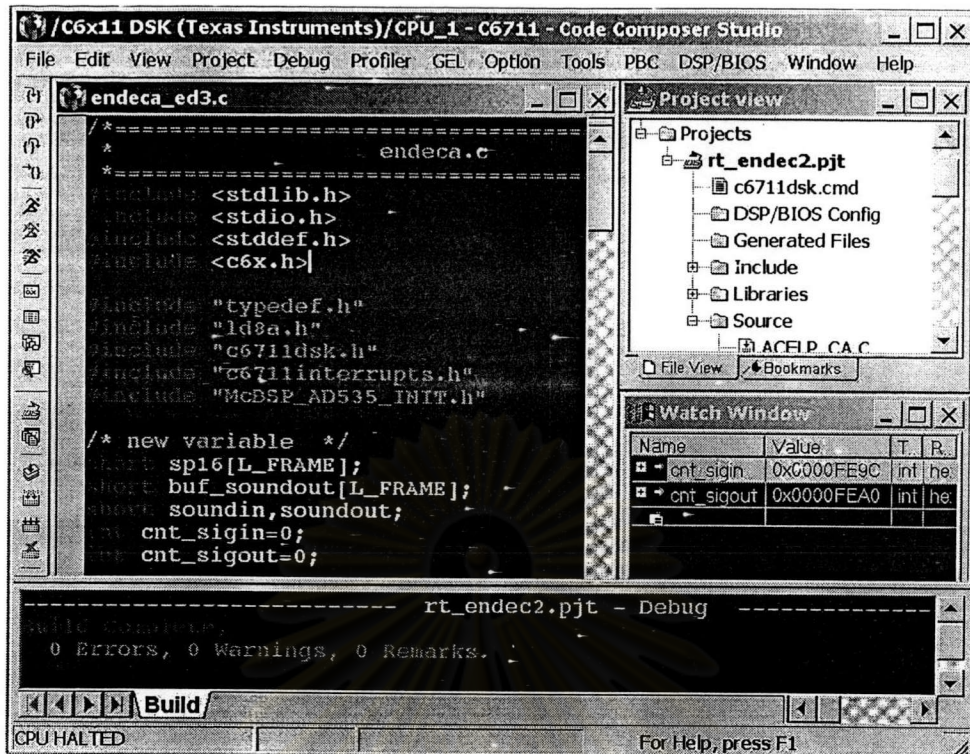 /C6x11 DSK (Texas Instruments)/CPU_1 - C6711 - Code Composer Studio
File Edit View Project Debug Profiler GEL Option Tools PBC DSP/BIOS Window Help
endeca_ed3.c
/*========================================
* endeca.c
*========================================
#include <stdlib.h>
#include <stdio.h>
#include <stddef.h>
#include <c6x.h>
#include "typedef.h"
#include "ld8a.h"
#include "c6711dsk.h"
#include "c6711interrupts.h"
#include "McBSP_AD535_INIT.h"
/* new variable */
short sp16[L_FRAME];
short buf_soundout[L_FRAME];
short soundin,soundout;
int cnt_sigin=0;
int cnt_sigout=0;
Project view
Projects
rt_endec2.pjt
c6711dsk.cmd
DSP/BIOS Config
Generated Files
Include
Libraries
Source
ACELP_CA.C
File View Bookmarks
Watch Window
Name Value T.. R..
cnt_sigin 0x0000FE9C int he:
cnt_sigout 0x0000FEA0 int he:
--------------------------- rt_endec2.pjt - Debug ---------------
Build Complete,
0 Errors, 0 Warnings, 0 Remarks.
Build
CPU HALTED
For Help, press F1